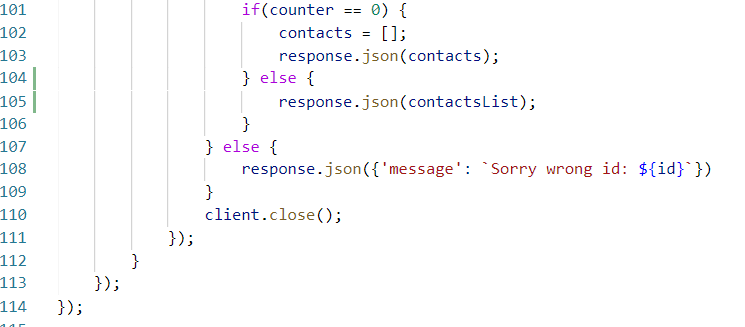 101 if(counter == 0) {
102 contacts = [];
103 response.json(contacts);
104 } else {
105 response.json(contactsList);
106 }
107 } else {
108 response.json({'message': `Sorry wrong id: ${id}`})
109 }
110 client.close();
111 });
112 }
113 });
114 });